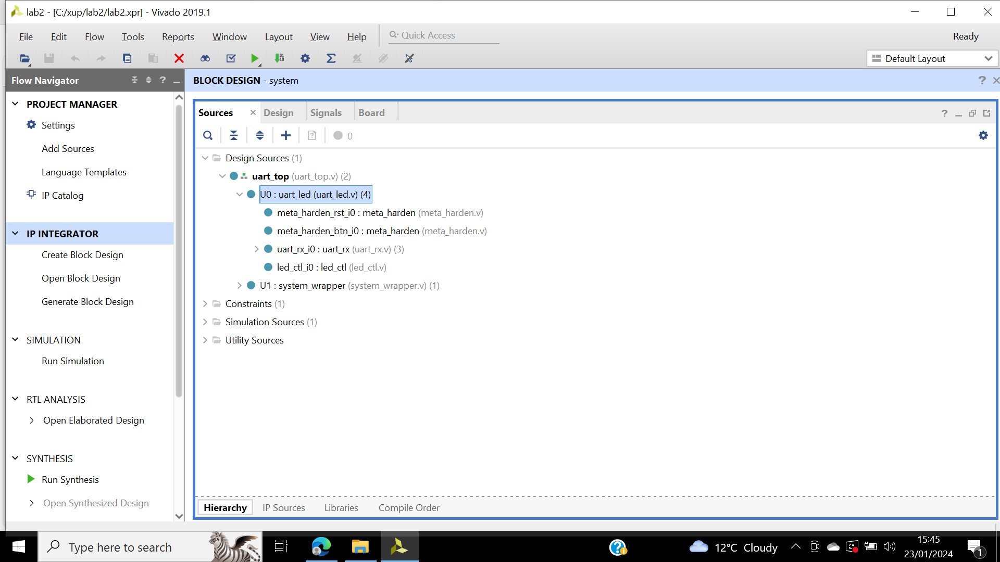 lab2 - [C:/xup/lab2/lab2.xpr] - Vivado 2019.1
File Edit Flow Tools Reports Window Layout View Help Quick Access Ready
Default Layout
Flow Navigator
BLOCK DESIGN - system
PROJECT MANAGER
Settings
Add Sources
Language Templates
IP Catalog
IP INTEGRATOR
Create Block Design
Open Block Design
Generate Block Design
SIMULATION
Run Simulation
RTL ANALYSIS
Open Elaborated Design
SYNTHESIS
Run Synthesis
Open Synthesized Design
Sources Design Signals Board
0
Design Sources (1)
uart_top (uart_top.v) (2)
U0 : uart_led (uart_led.v) (4)
meta_harden_rst_i0 : meta_harden (meta_harden.v)
meta_harden_btn_i0 : meta_harden (meta_harden.v)
uart_rx_i0 : uart_rx (uart_rx.v) (3)
led_ctl_i0 : led_ctl (led_ctl.v)
U1 : system_wrapper (system_wrapper.v) (1)
Constraints (1)
Simulation Sources (1)
Utility Sources
Hierarchy IP Sources Libraries Compile Order
Type here to search
12°C Cloudy
15:45
23/01/2024
1